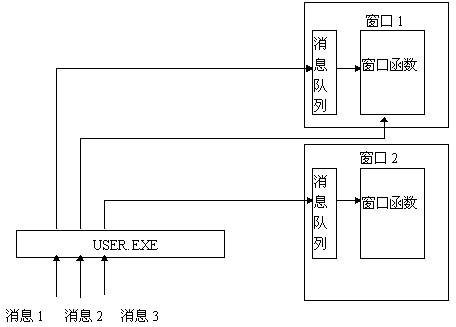 窗口 1
消息队列
窗口函数
窗口 2
消息队列
窗口函数
USER.EXE
消息 1 消息 2 消息 3